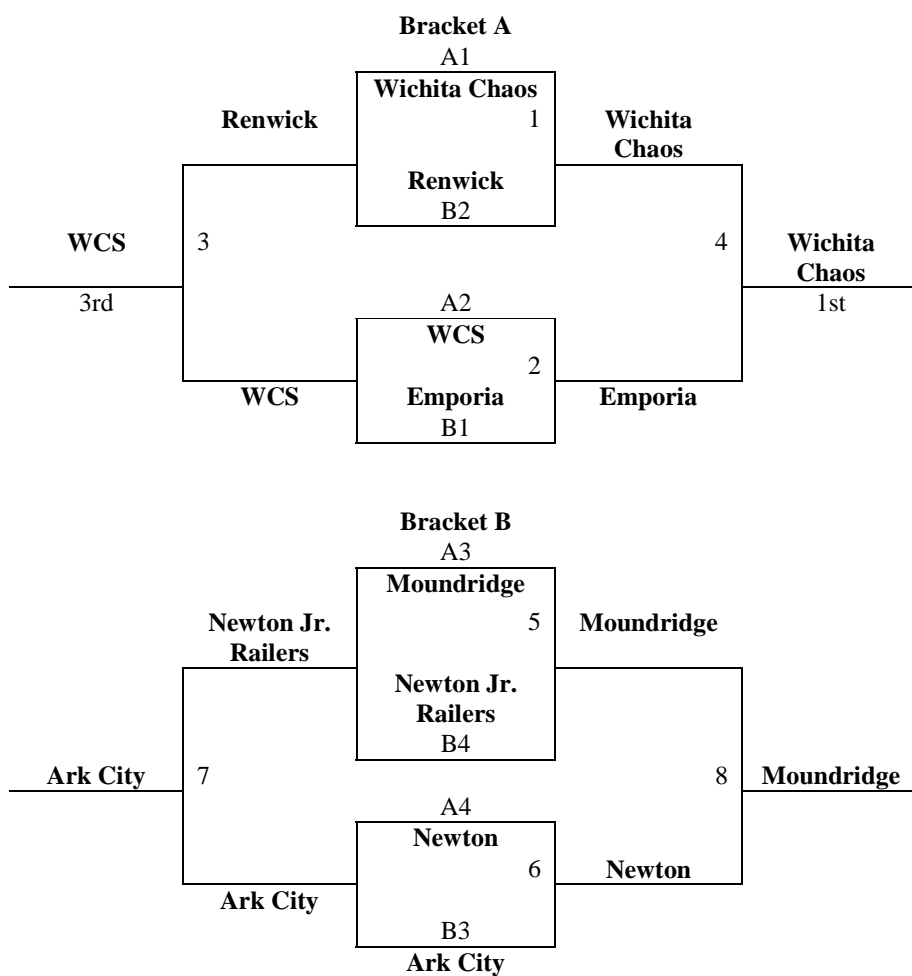 Bracket A
A1
Wichita Chaos
Renwick
1
Wichita
Chaos
Renwick
B2
WCS
3
4
Wichita
Chaos
3rd
A2
1st
WCS
2
WCS
Emporia
Emporia
B1
Bracket B
A3
Moundridge
Newton Jr.
Railers
5
Moundridge
Newton Jr.
Railers
B4
Ark City
7
8
Moundridge
A4
Newton
6
Newton
Ark City
B3
Ark City